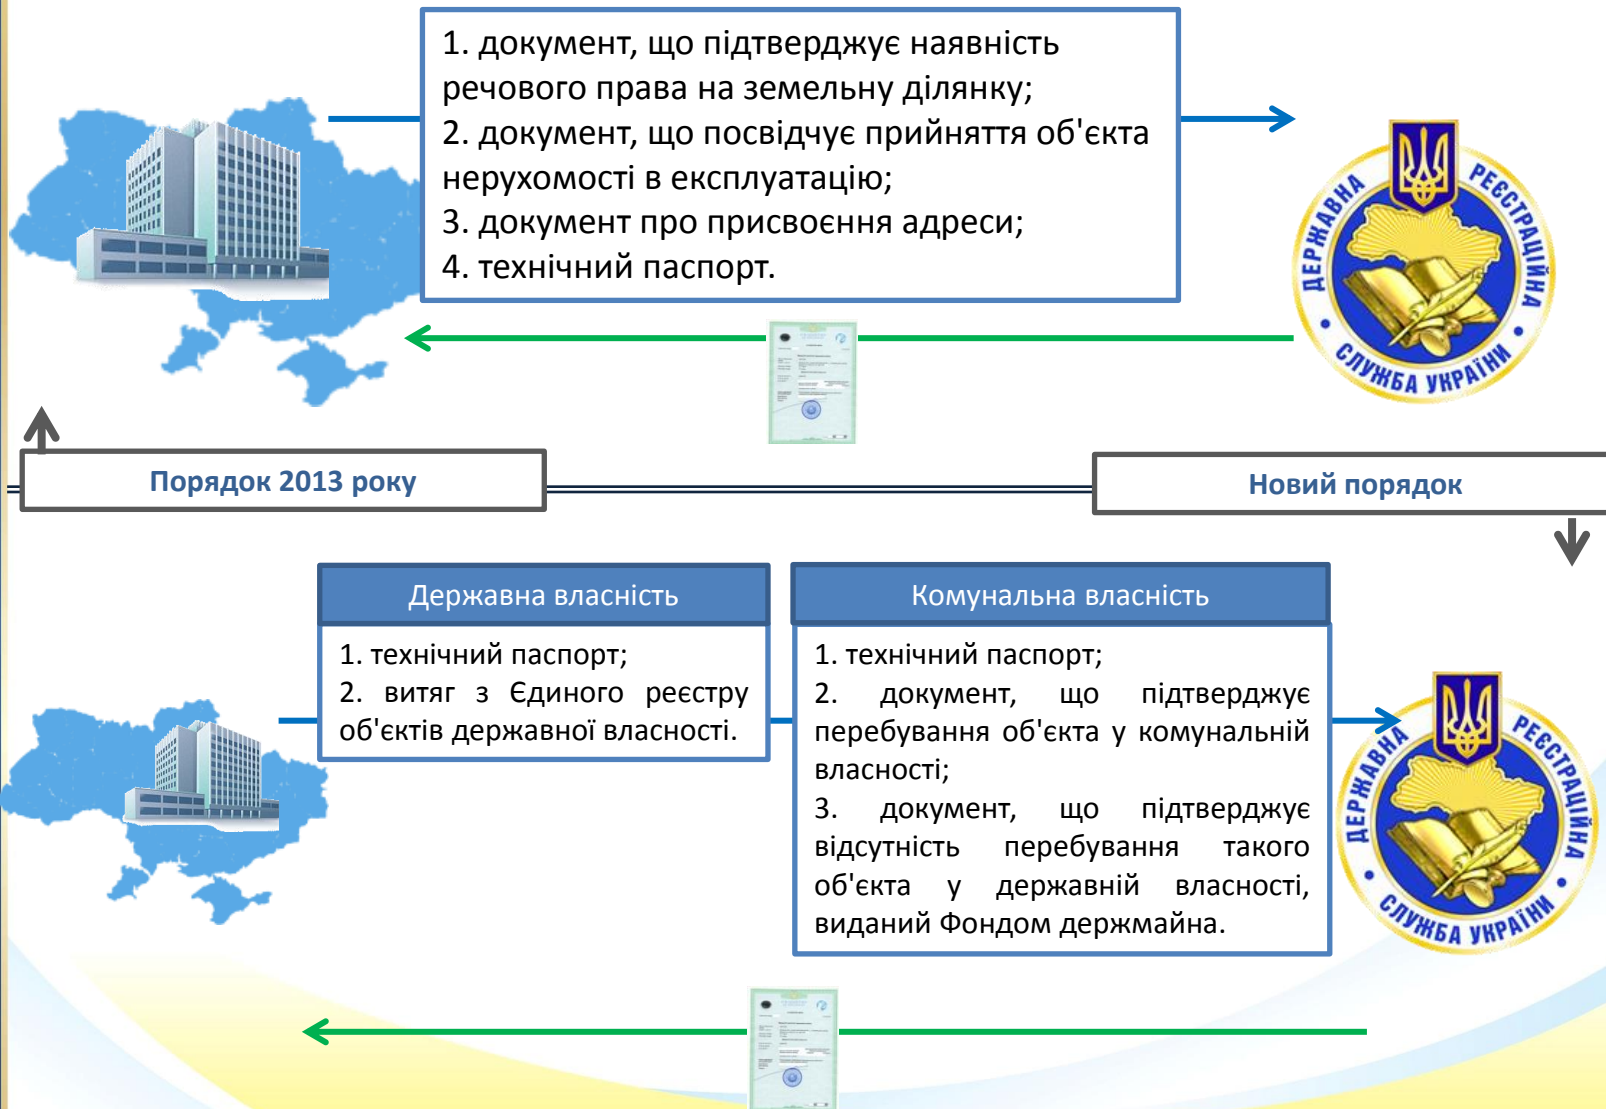 1. документ, що підтверджує наявність
речового права на земельну ділянку;
2. документ, що посвідчує прийняття об'єкта
нерухомості в експлуатацію;
3. документ про присвоєння адреси;
4. технічний паспорт.
ДЕРЖАВНА РЕЄСТРАЦІЙНА
СЛУЖБА УКРАЇНИ
Порядок 2013 року
Новий порядок
Державна власність
1. технічний паспорт;
2. витяг з Єдиного реєстру
об'єктів державної власності.
Комунальна власність
1. технічний паспорт;
2. документ, що підтверджує
перебування об'єкта у комунальній
власності;
3. документ, що підтверджує
відсутність перебування такого
об'єкта у державній власності,
виданий Фондом держмайна.
ДЕРЖАВНА РЕЄСТРАЦІЙНА
СЛУЖБА УКРАЇНИ